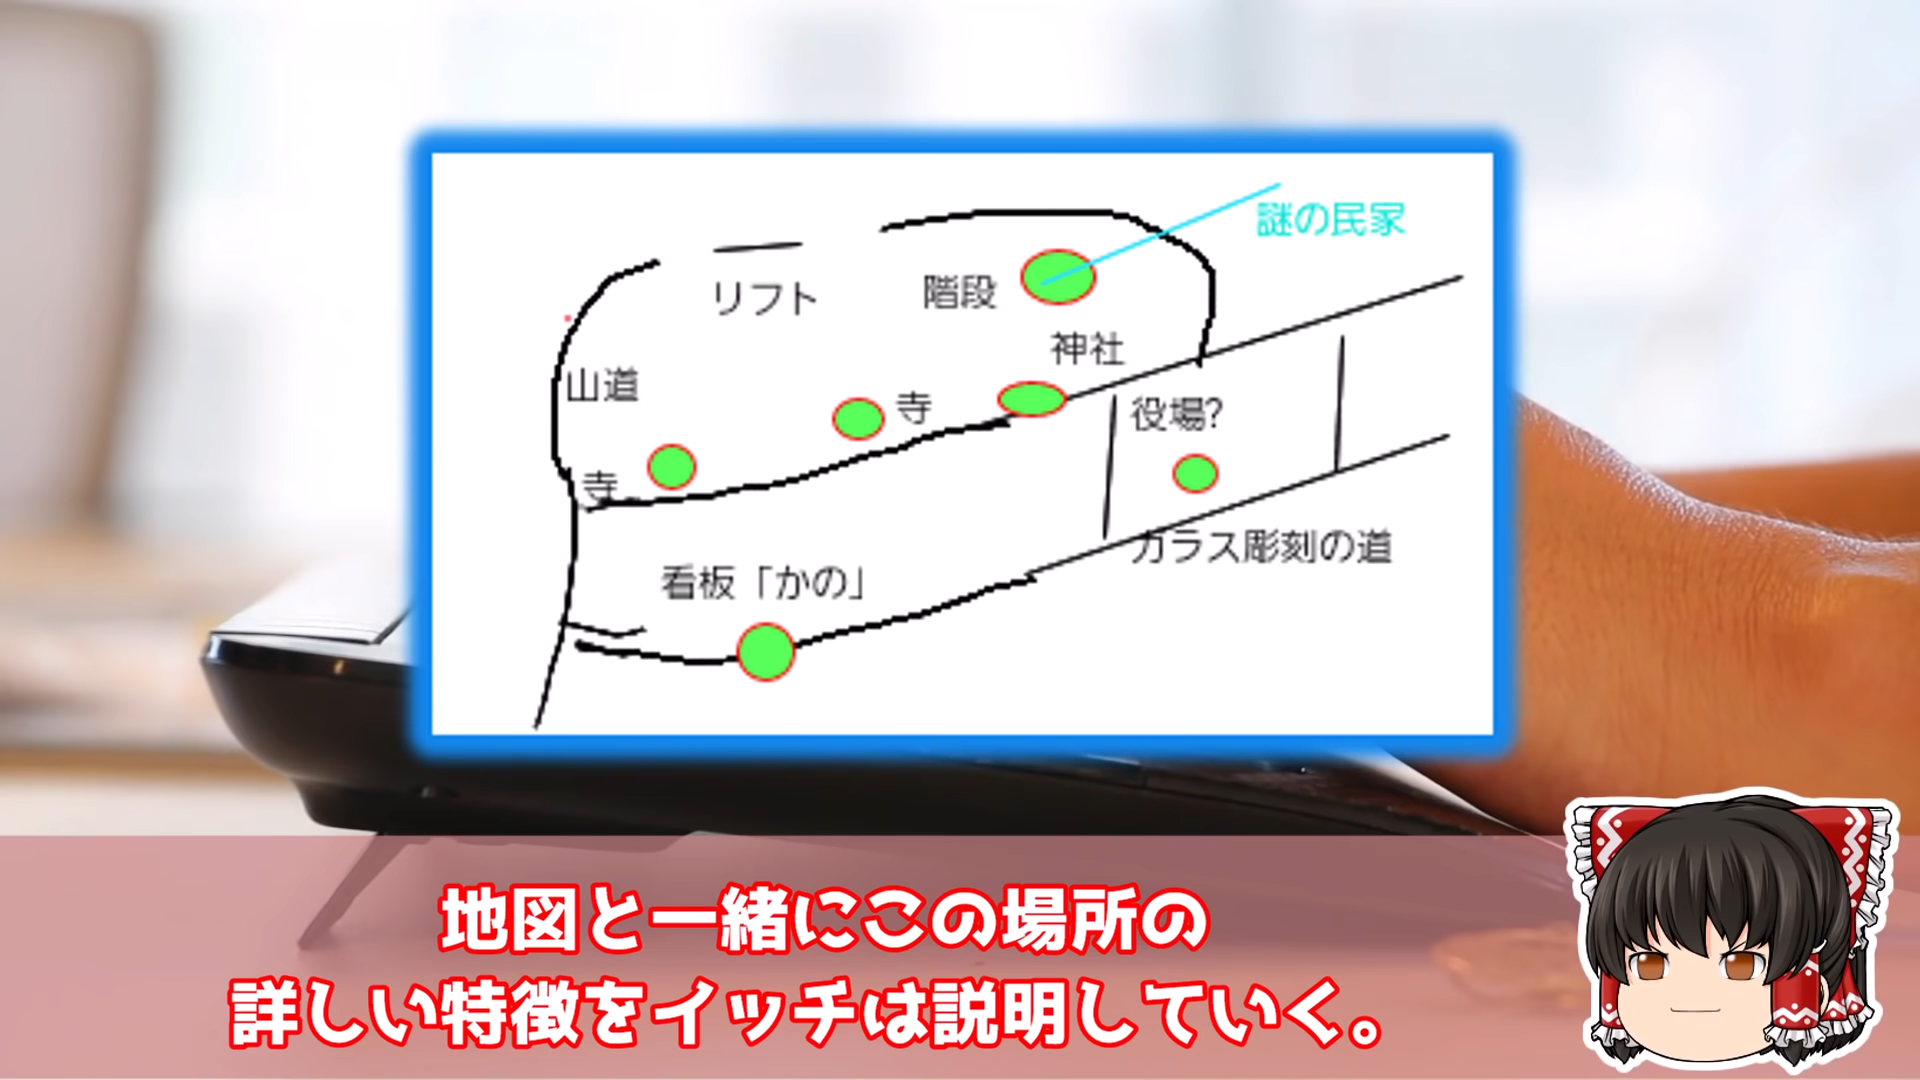 謎の民家
リフト
階段
神社
山道
寺
役場?
寺
ガラス彫刻の道
看板「かの」
地図と一緒にこの場所の
詳しい特徴をイッチは説明していく。